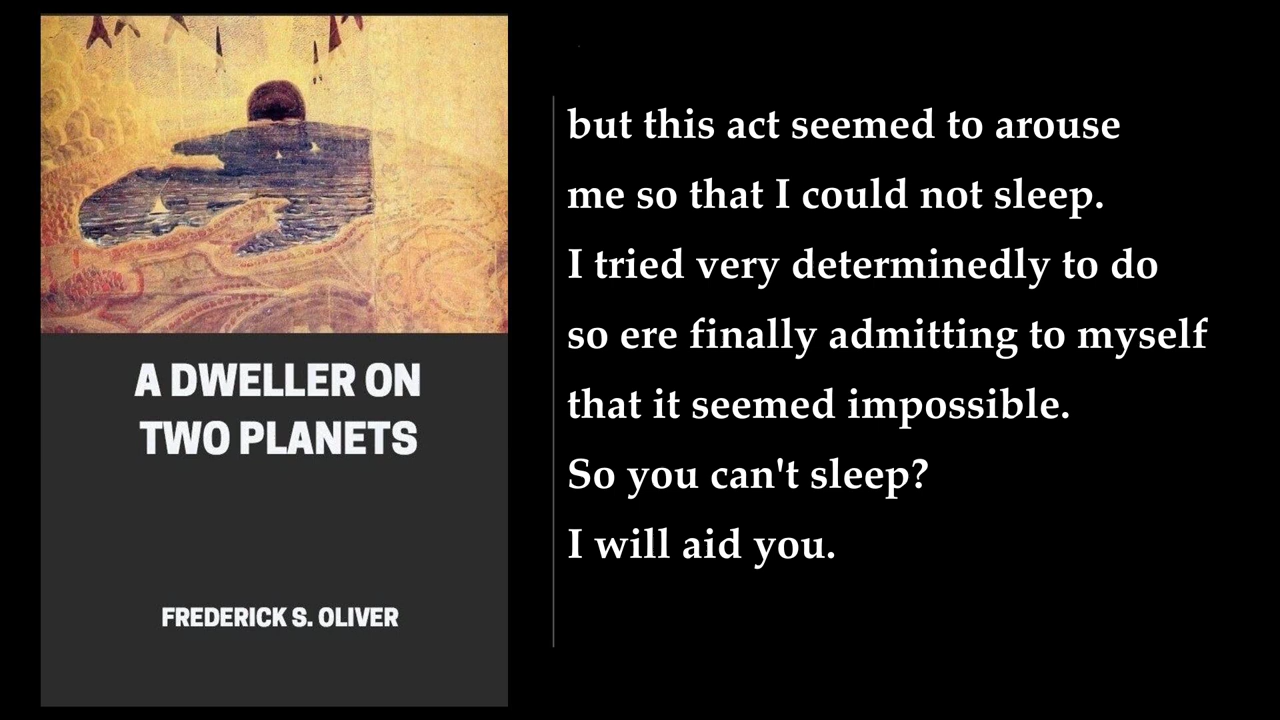 A DWELLER ON
TWO PLANETS
FREDERICK S. OLIVER
but this act seemed to arouse
me so that I could not sleep.
I tried very determinedly to do
so ere finally admitting to myself
that it seemed impossible.
So you can't sleep?
I will aid you.